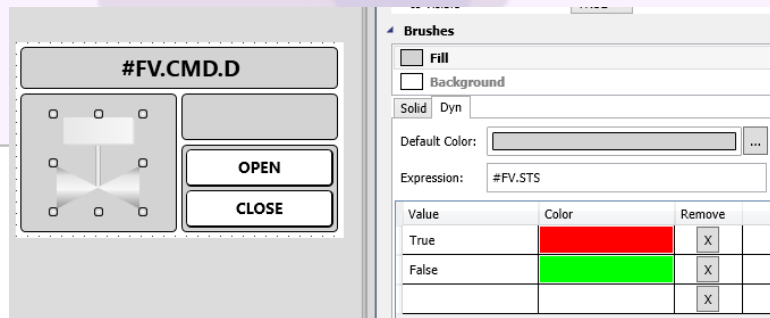 Brushes
#FV.CMD.D
OPEN
CLOSE
Fill
Background
Solid Dyn
Default Color: ...
Expression: #FV.STS
Value Color Remove
True X
False X
X